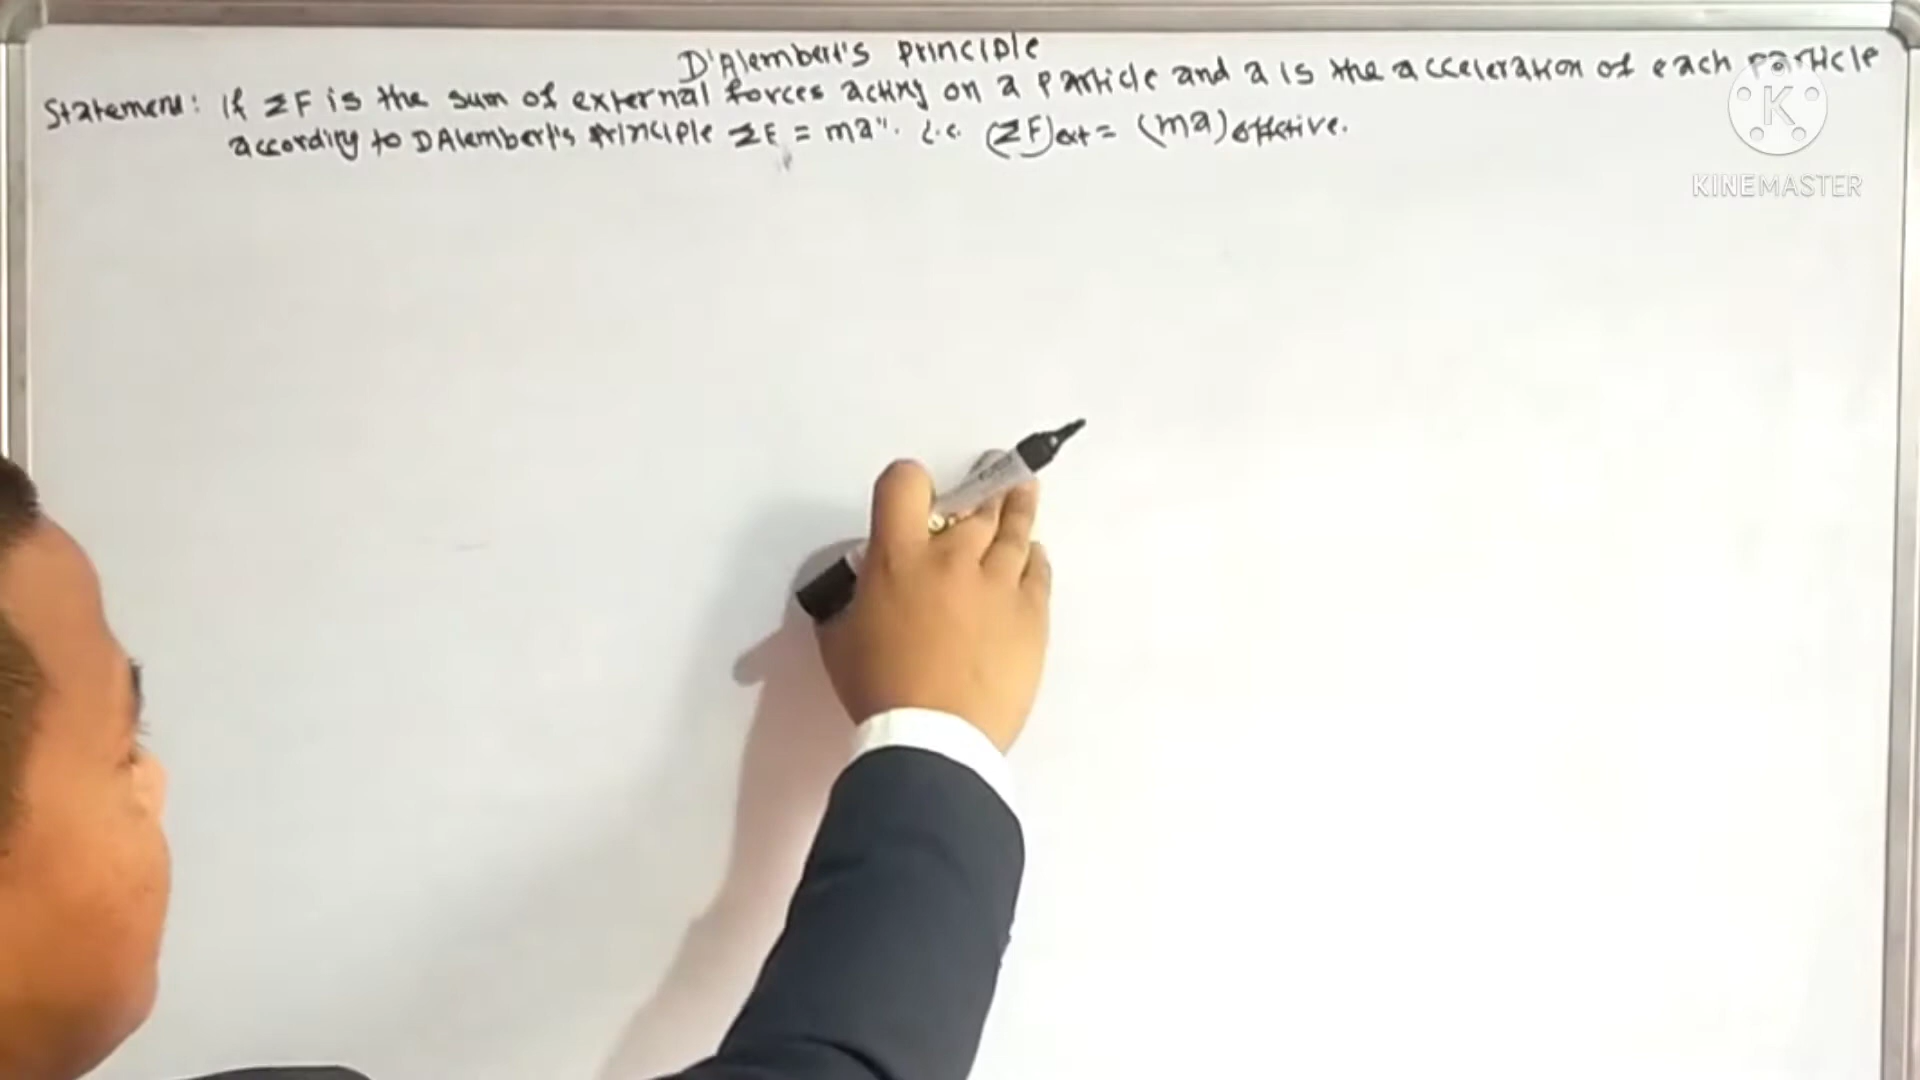 D'Alembert's principle
Statement: If ΣF is the sum of external forces acting on a particle and a is the acceleration of each particle
according to DAlembert's principle ΣF = ma". i.e. (ΣF)ext = (ma)effective.
K
KINEMASTER